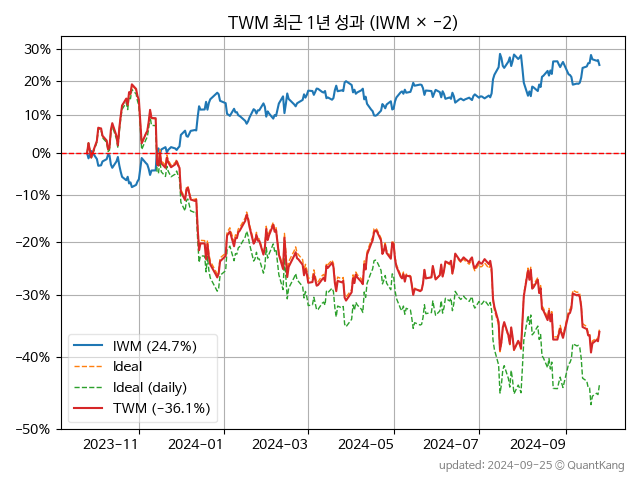 TWM 최근 1년 성과 (IWM × −2)
30%
20%
10%
0%
−10%
−20%
−30%
−40%
−50%
IWM (24.7%)
Ideal
Ideal (daily)
TWM (−36.1%)
2023-11
2024-01
2024-03
2024-05
2024-07
2024-09
updated: 2024-09-25 © QuantKang